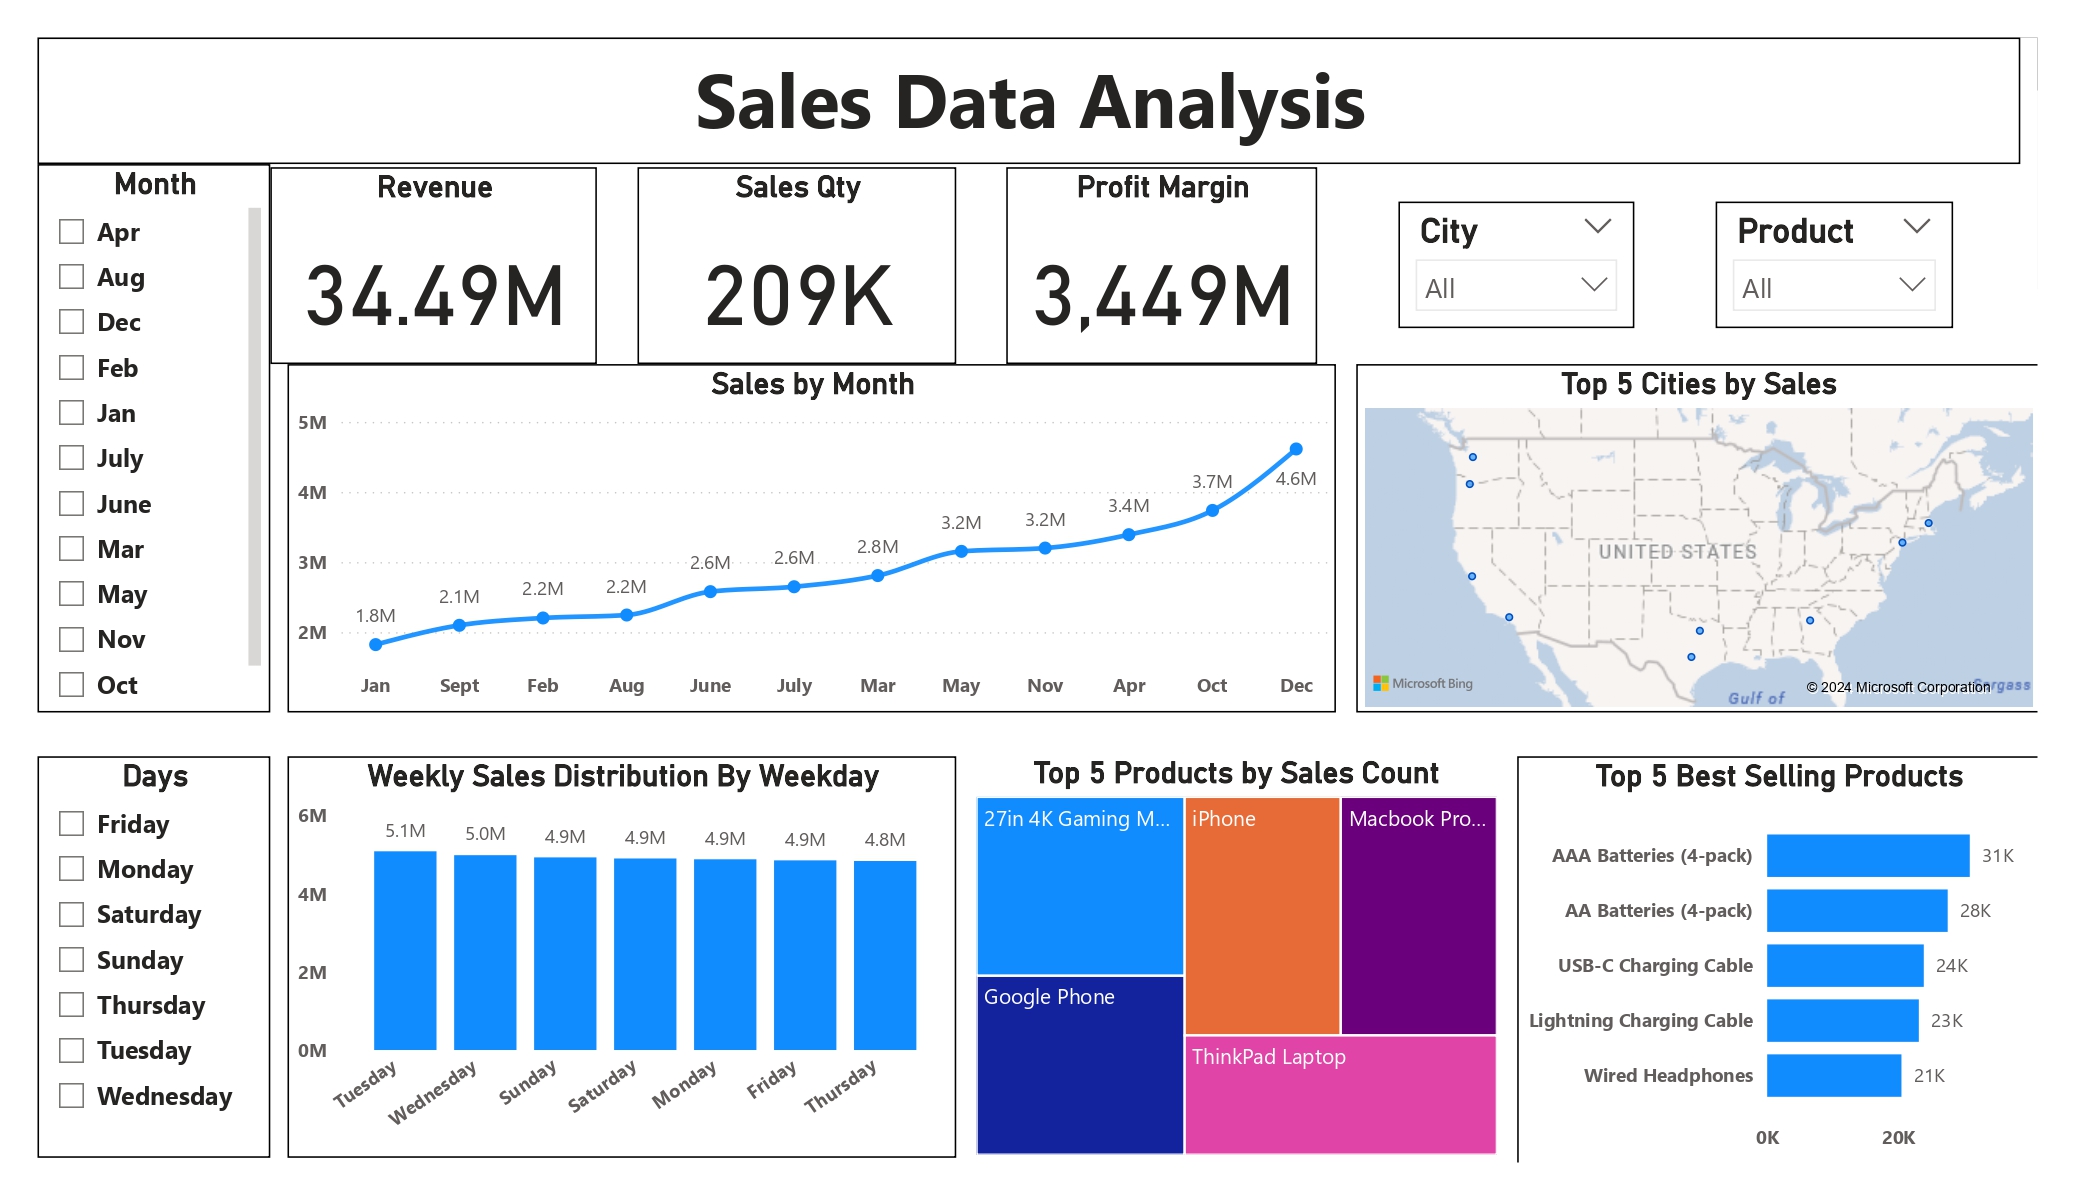 Sales Data Analysis
Month
Apr
Aug
Dec
Feb
Jan
July
June
Mar
May
Nov
Oct
Revenue
34.49M
Sales Qty
209K
Profit Margin
3,449M
City
All
Product
All
Sales by Month
5M
4M
3M
2M
1.8M
2.1M
2.2M
2.2M
2.6M
2.6M
2.8M
3.2M
3.2M
3.4M
3.7M
4.6M
Jan Sept Feb Aug June July Mar May Nov Apr Oct Dec
Top 5 Cities by Sales
UNITED STATES
Microsoft Bing
Gulf of
© 2024 Microsoft Corporation
Days
Friday
Monday
Saturday
Sunday
Thursday
Tuesday
Wednesday
Weekly Sales Distribution By Weekday
6M
4M
2M
0M
5.1M 5.0M 4.9M 4.9M 4.9M 4.9M 4.8M
Tuesday Wednesday Sunday Saturday Monday Friday Thursday
Top 5 Products by Sales Count
27in 4K Gaming M...
iPhone
Macbook Pro...
Google Phone
ThinkPad Laptop
Top 5 Best Selling Products
AAA Batteries (4-pack) 31K
AA Batteries (4-pack) 28K
USB-C Charging Cable 24K
Lightning Charging Cable 23K
Wired Headphones 21K
0K 20K